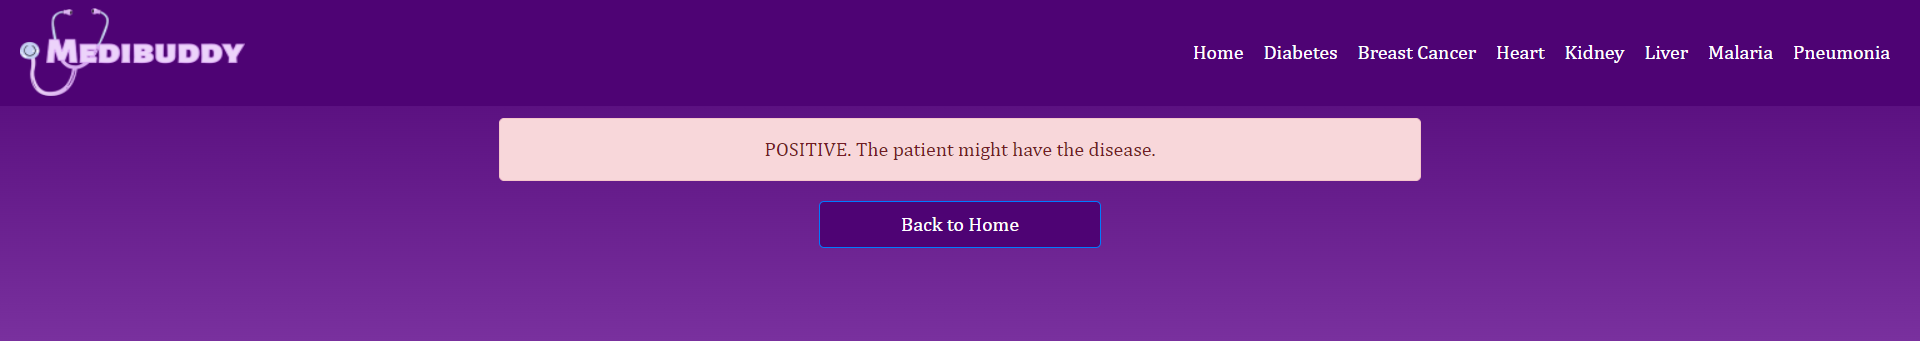 MEDIBUDDY
Home Diabetes Breast Cancer Heart Kidney Liver Malaria Pneumonia
POSITIVE. The patient might have the disease.
Back to Home